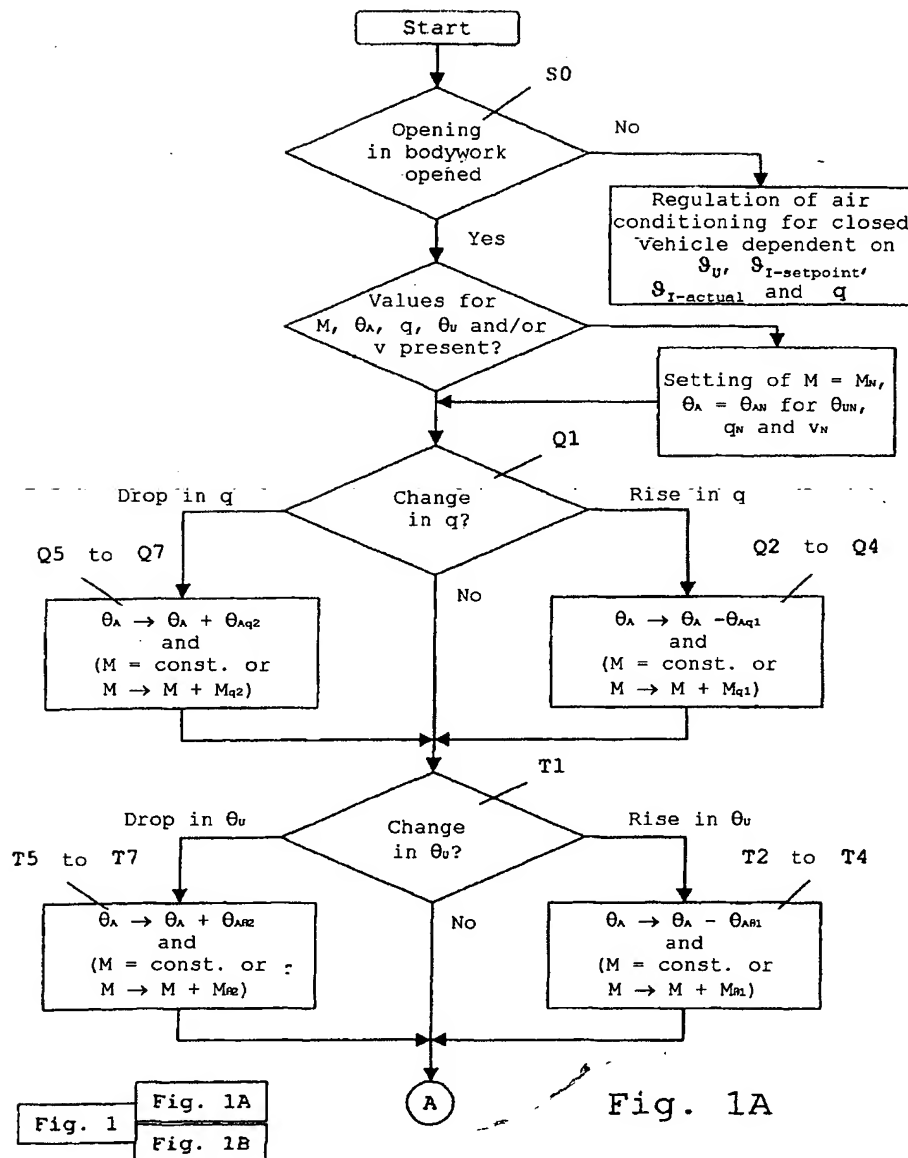 Start
S0
Opening
in bodywork
opened
No
Yes
Regulation of air
conditioning for closed
vehicle dependent on
ϑU, ϑI-setpoint,
ϑI-actual and q
Values for
M, θA, q, θU and/or
v present?
Setting of M = MN,
θA = θAN for θUN,
qN and vN
Q1
Change
in q?
Drop in q
Rise in q
No
Q5 to Q7
Q2 to Q4
θA → θA + θAq2
and
(M = const. or
M → M + Mq2)
θA → θA -θAq1
and
(M = const. or
M → M + Mq1)
T1
Change
in θU?
Drop in θU
Rise in θU
No
T5 to T7
T2 to T4
θA → θA + θAθ2
and
(M = const. or
M → M + Mθ2)
θA → θA - θAθ1
and
(M = const. or
M → M + Mθ1)
A
Fig. 1A
Fig. 1
Fig. 1A
Fig. 1B